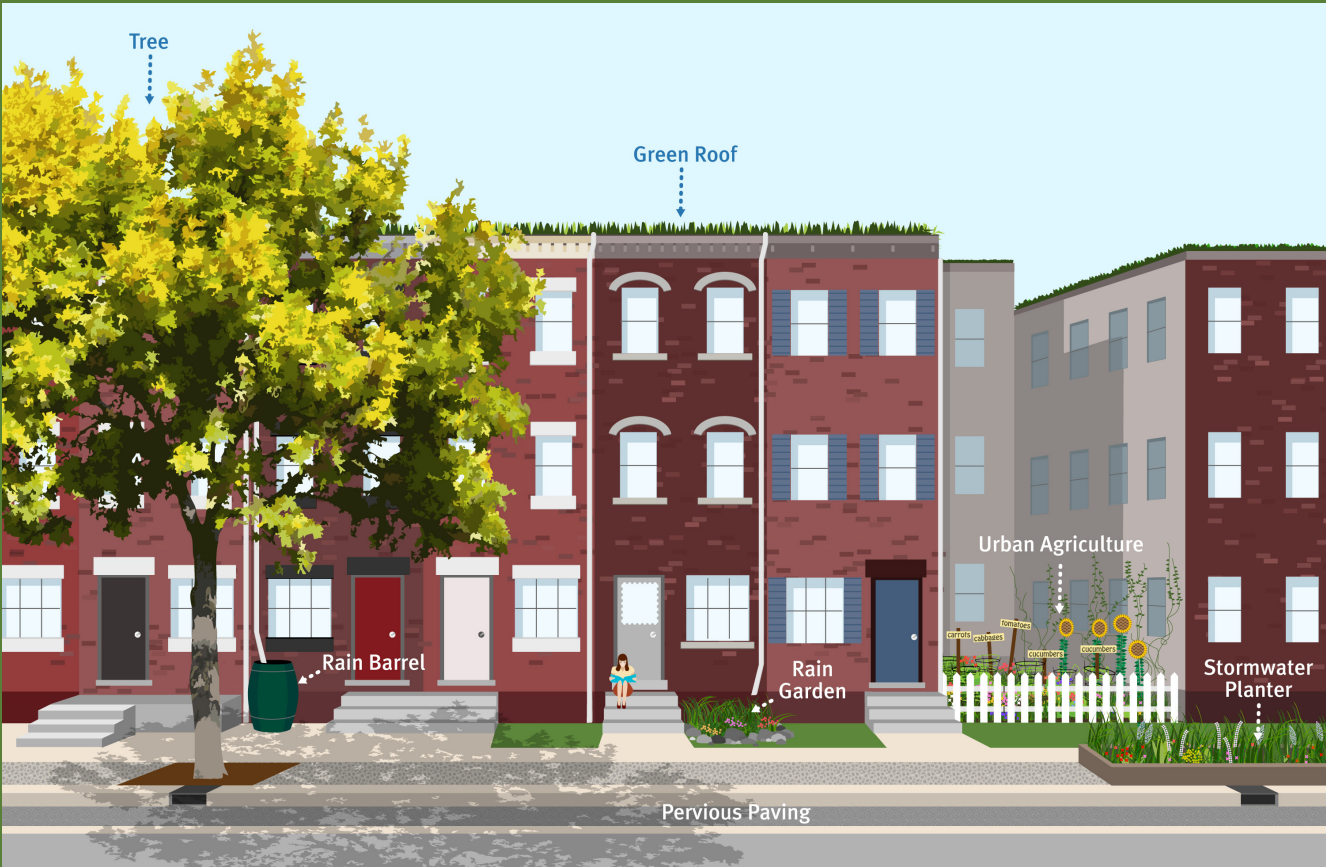 Tree
Green Roof
Urban Agriculture
carrots
cabbages
tomatoes
cucumbers
cucumbers
Rain Barrel
Rain
Garden
Stormwater
Planter
Pervious Paving